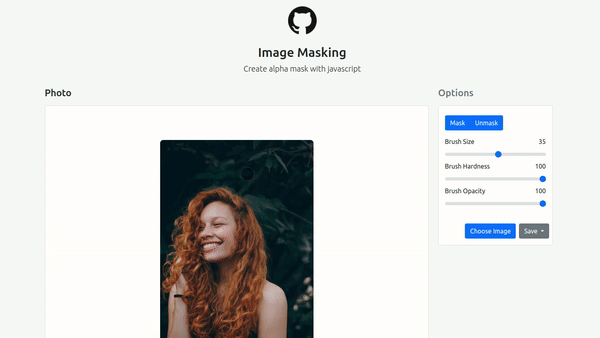 Image Masking
Create alpha mask with javascript
Photo
Options
Mask Unmask
Brush Size 35
Brush Hardness 100
Brush Opacity 100
Choose Image Save